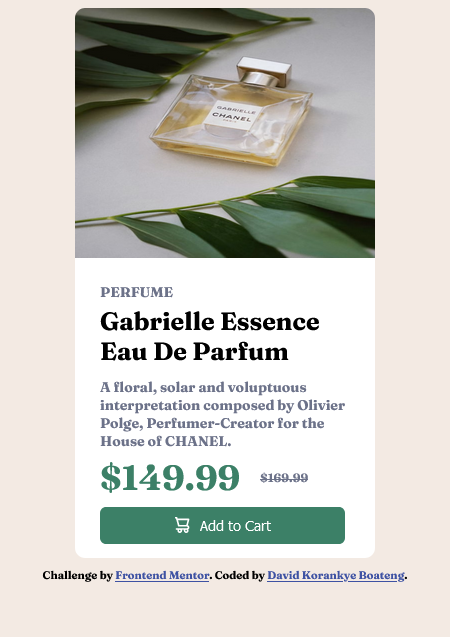 GABRIELLE
CHANEL
PARIS
PERFUME
Gabrielle Essence
Eau De Parfum
A floral, solar and voluptuous
interpretation composed by Olivier
Polge, Perfumer-Creator for the
House of CHANEL.
$149.99 $169.99
Add to Cart
Challenge by Frontend Mentor. Coded by David Korankye Boateng.